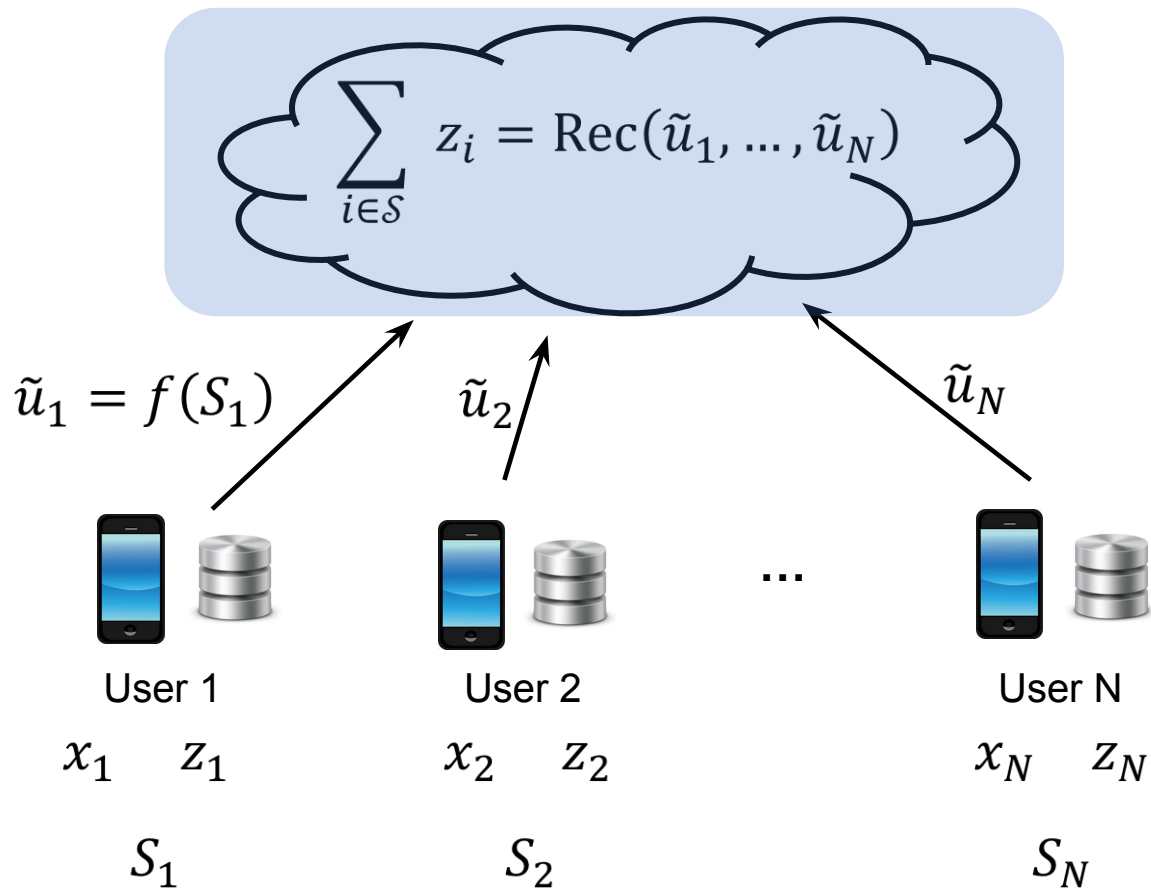 ∑_{i∈𝒮} z_i = Rec(ũ_1, …, ũ_N)
ũ_1 = f(S_1) ũ_2 ũ_N
...
User 1 User 2 User N
x_1 z_1 x_2 z_2 x_N z_N
S_1 S_2 S_N